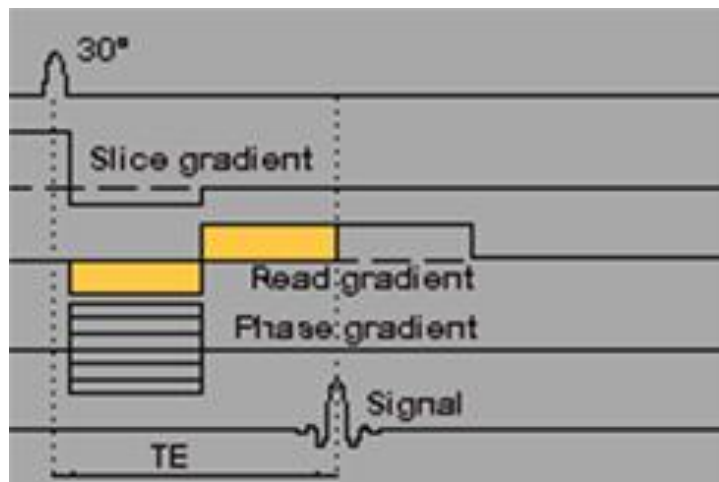 30°
Slice gradient
Read gradient
Phase gradient
Signal
TE